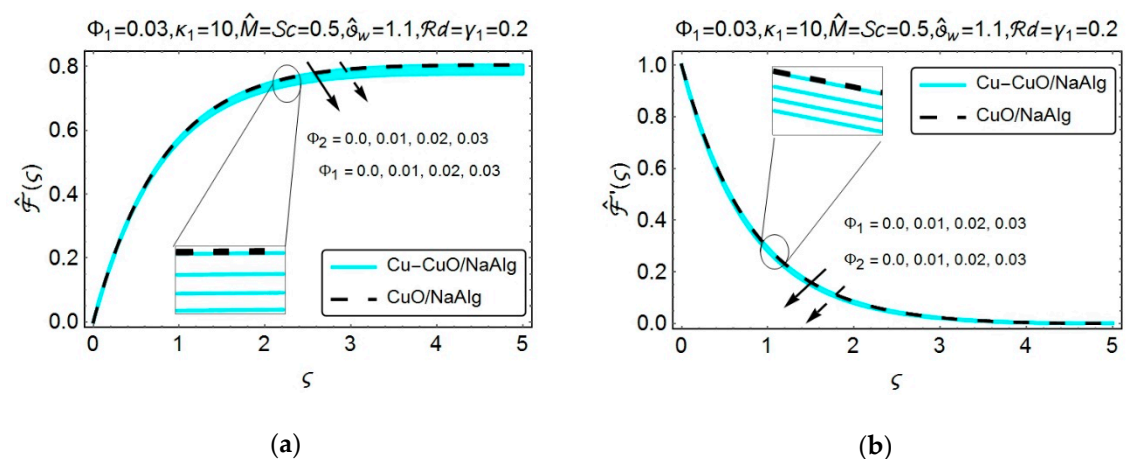 Φ₁=0.03,κ₁=10,M̂=Sc=0.5,ϑ̂_w=1.1,ℛd=γ₁=0.2
0.8
0.6
0.4
0.2
0.0
ℱ̂(ς)
Φ₂ = 0.0, 0.01, 0.02, 0.03
Φ₁ = 0.0, 0.01, 0.02, 0.03
Cu−CuO/NaAlg
CuO/NaAlg
0 1 2 3 4 5
ς
(a)
Φ₁=0.03,κ₁=10,M̂=Sc=0.5,ϑ̂_w=1.1,ℛd=γ₁=0.2
1.0
0.8
0.6
0.4
0.2
0.0
ℱ̂'(ς)
Cu−CuO/NaAlg
CuO/NaAlg
Φ₁ = 0.0, 0.01, 0.02, 0.03
Φ₂ = 0.0, 0.01, 0.02, 0.03
0 1 2 3 4 5
ς
(b)